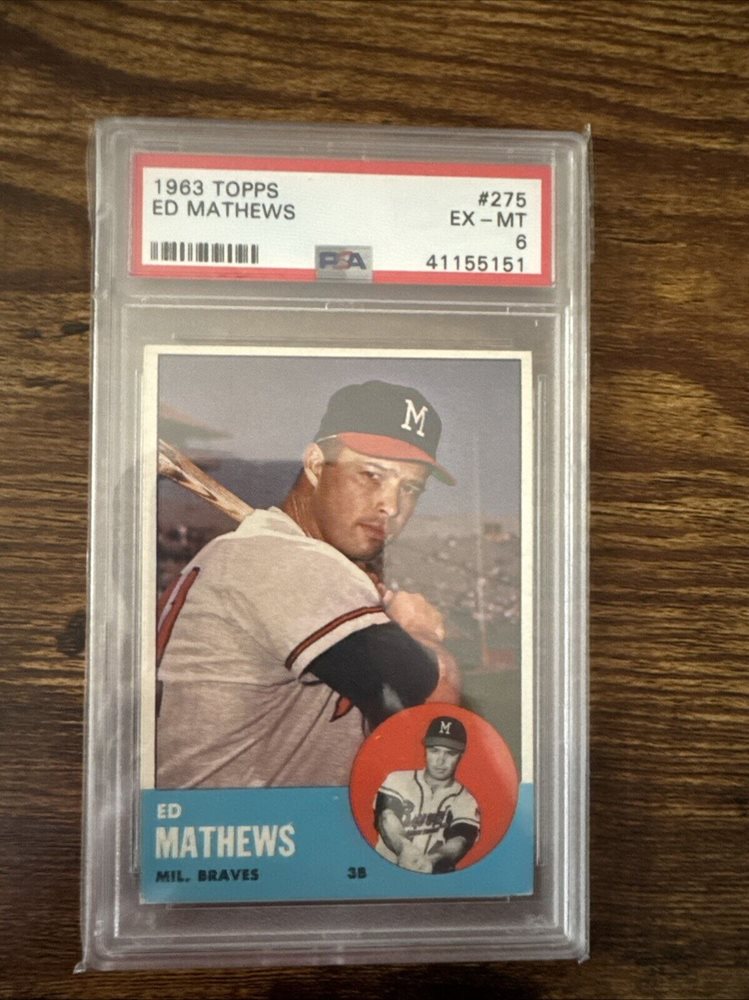 1963 TOPPS #275
ED MATHEWS EX - MT
6
PSA 41155151
M
M
ED
MATHEWS
MIL. BRAVES 3B